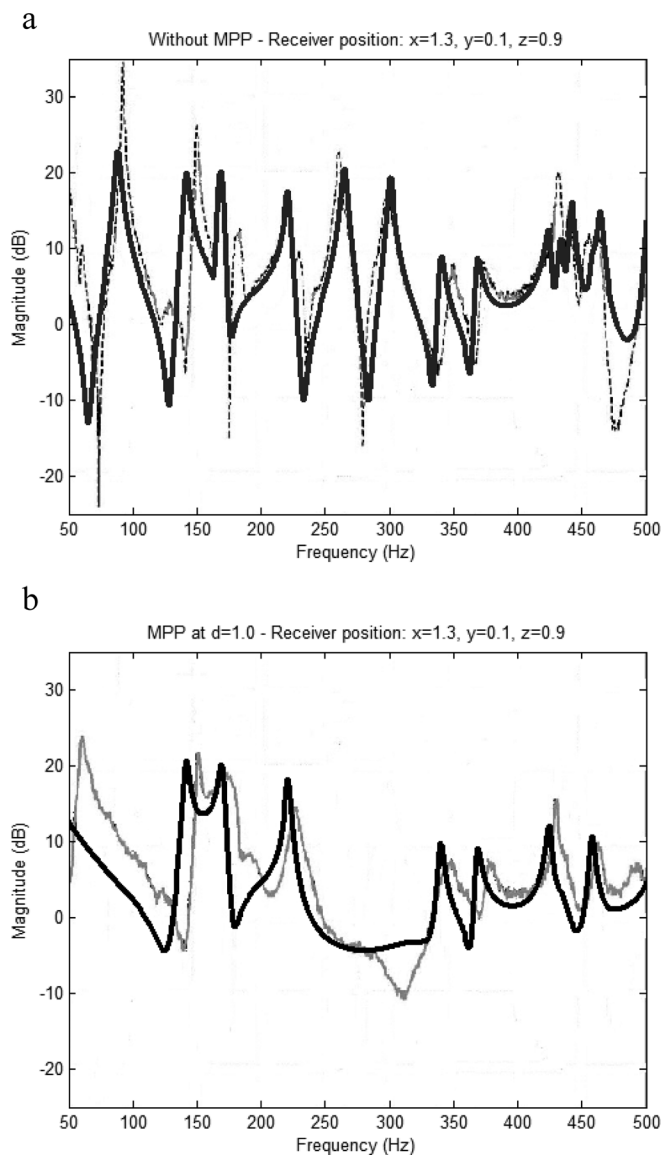 a
Without MPP - Receiver position: x=1.3, y=0.1, z=0.9
30
20
10
0
-10
-20
Magnitude (dB)
50 100 150 200 250 300 350 400 450 500
Frequency (Hz)
b
MPP at d=1.0 - Receiver position: x=1.3, y=0.1, z=0.9
30
20
10
0
-10
-20
Magnitude (dB)
50 100 150 200 250 300 350 400 450 500
Frequency (Hz)